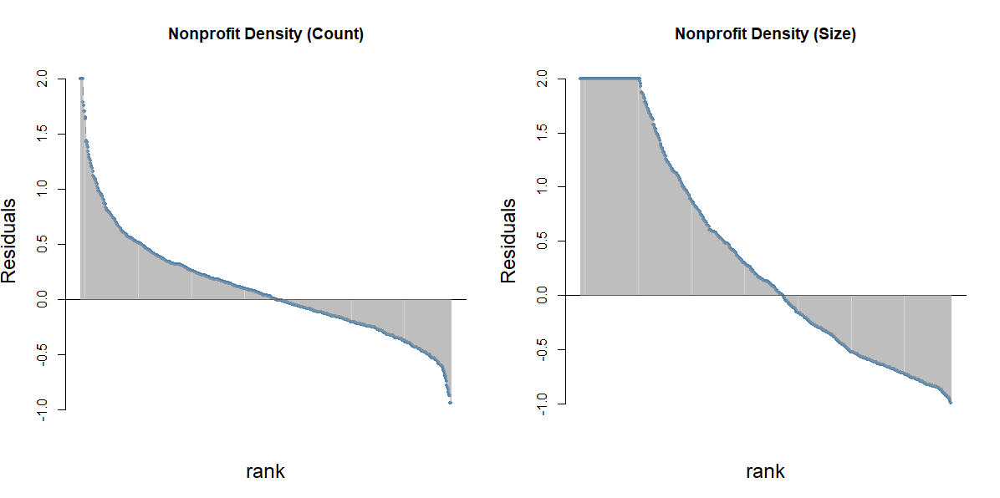 Nonprofit Density (Count)
Residuals
2.0
1.5
1.0
0.5
0.0
-0.5
-1.0
rank
Nonprofit Density (Size)
Residuals
2.0
1.5
1.0
0.5
0.0
-0.5
-1.0
rank